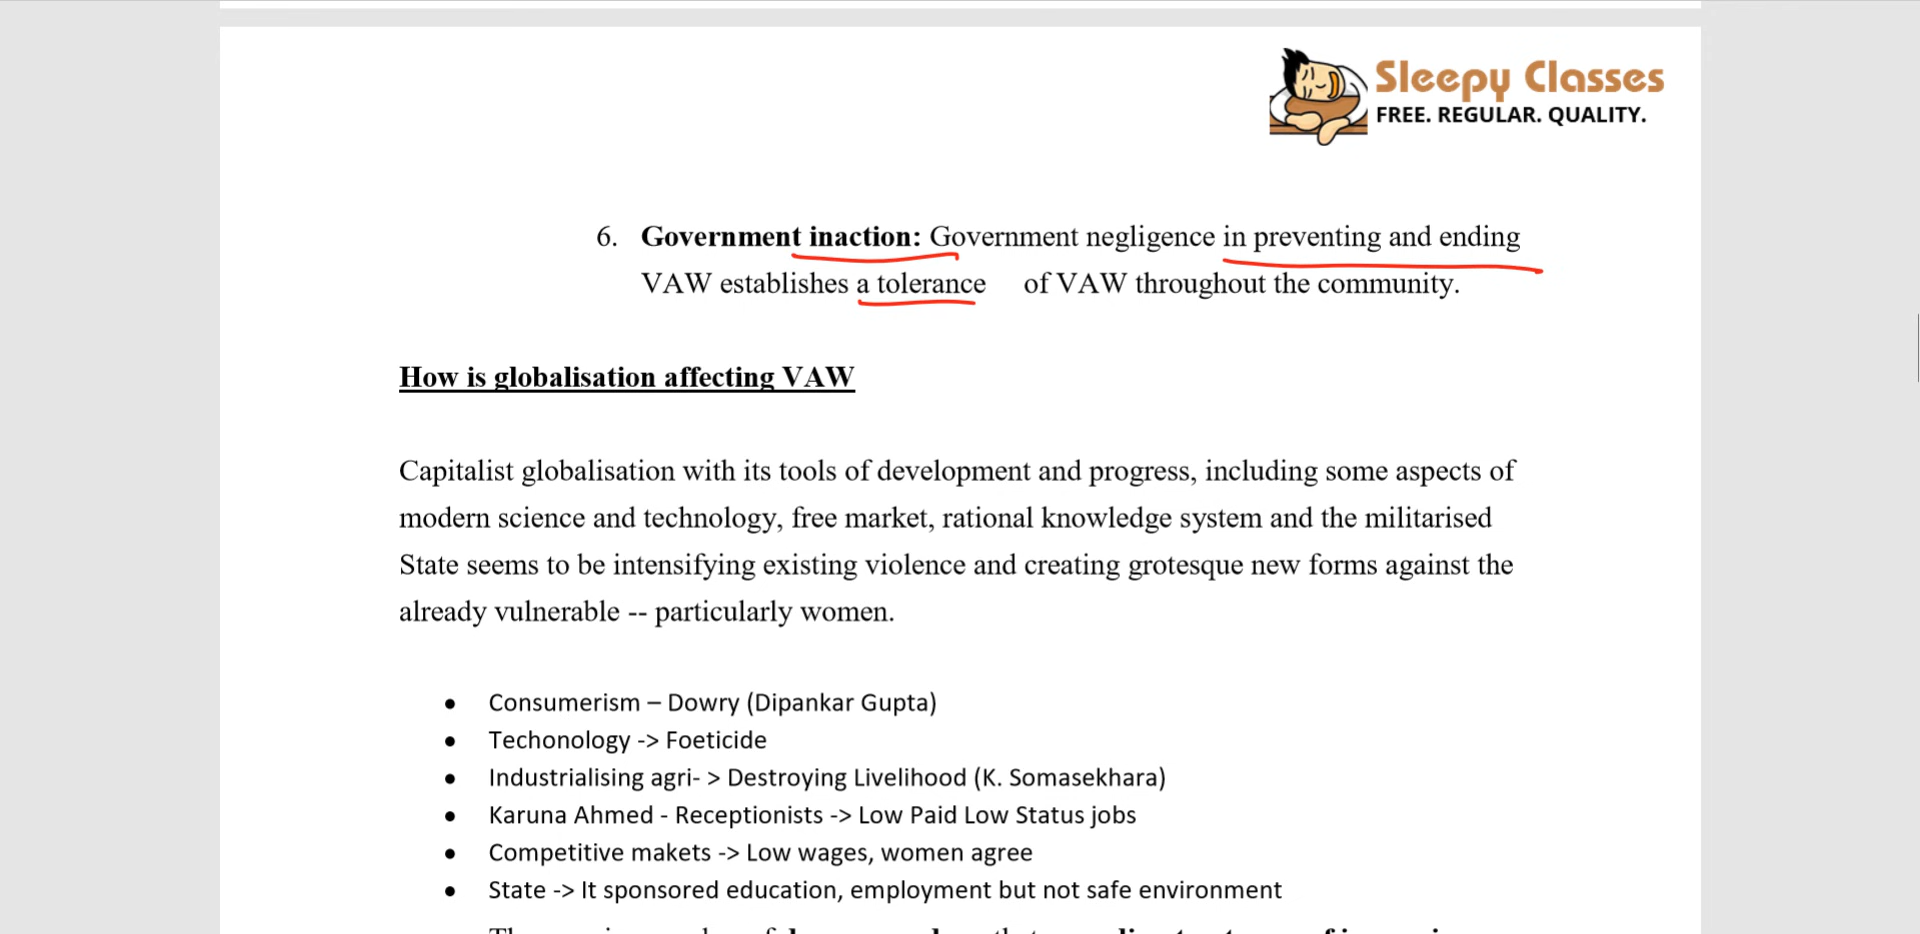 Sleepy Classes
FREE. REGULAR. QUALITY.
6. Government inaction: Government negligence in preventing and ending
VAW establishes a tolerance of VAW throughout the community.
How is globalisation affecting VAW
Capitalist globalisation with its tools of development and progress, including some aspects of
modern science and technology, free market, rational knowledge system and the militarised
State seems to be intensifying existing violence and creating grotesque new forms against the
already vulnerable -- particularly women.
• Consumerism – Dowry (Dipankar Gupta)
• Techonology -> Foeticide
• Industrialising agri- > Destroying Livelihood (K. Somasekhara)
• Karuna Ahmed - Receptionists -> Low Paid Low Status jobs
• Competitive makets -> Low wages, women agree
• State -> It sponsored education, employment but not safe environment